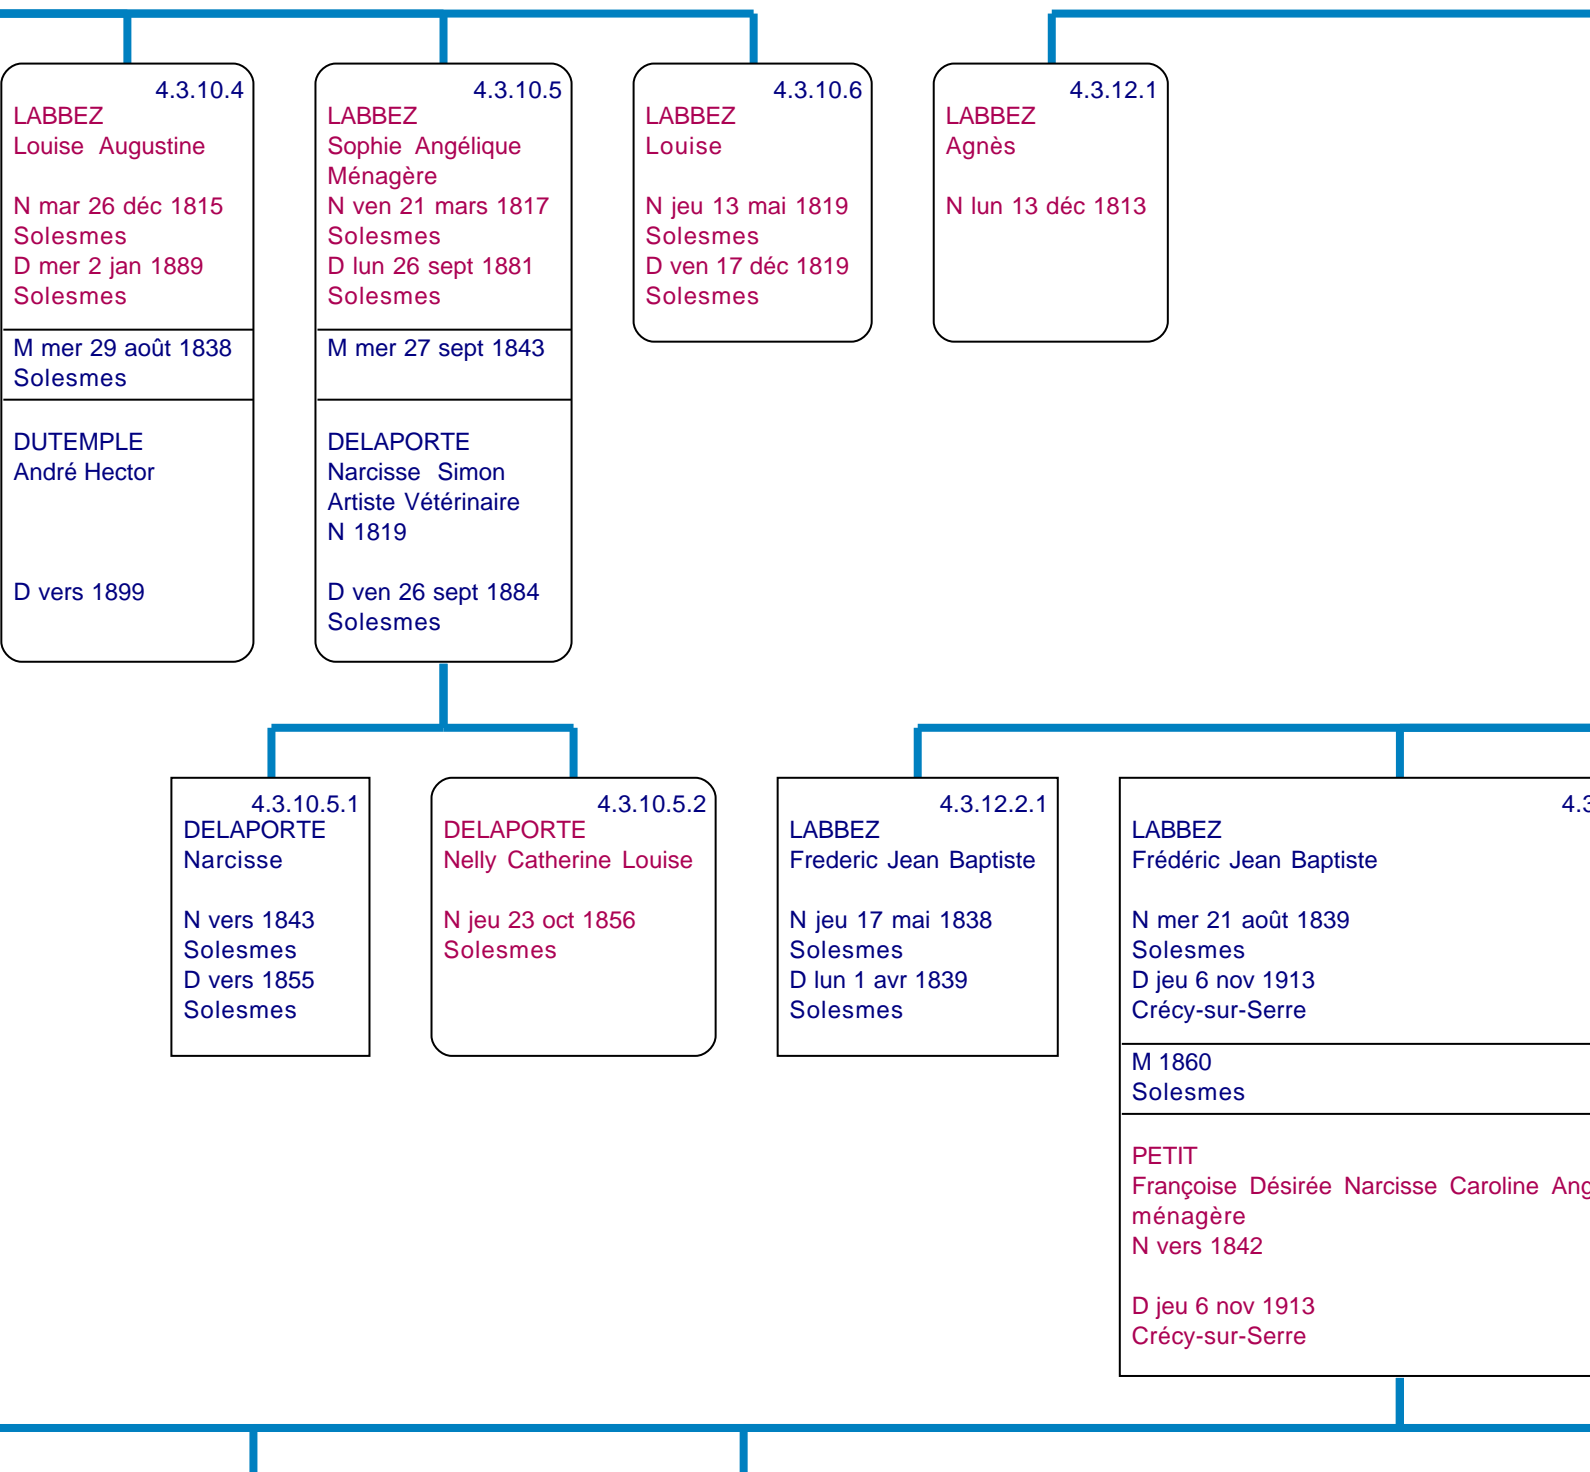 4.3.10.4
LABBEZ
Louise Augustine
N mar 26 déc 1815
Solesmes
D mer 2 jan 1889
Solesmes
M mer 29 août 1838
Solesmes
DUTEMPLE
André Hector
D vers 1899
4.3.10.5
LABBEZ
Sophie Angélique
Ménagère
N ven 21 mars 1817
Solesmes
D lun 26 sept 1881
Solesmes
M mer 27 sept 1843
DELAPORTE
Narcisse Simon
Artiste Vétérinaire
N 1819
D ven 26 sept 1884
Solesmes
4.3.10.6
LABBEZ
Louise
N jeu 13 mai 1819
Solesmes
D ven 17 déc 1819
Solesmes
4.3.12.1
LABBEZ
Agnès
N lun 13 déc 1813
4.3.10.5.1
DELAPORTE
Narcisse
N vers 1843
Solesmes
D vers 1855
Solesmes
4.3.10.5.2
DELAPORTE
Nelly Catherine Louise
N jeu 23 oct 1856
Solesmes
4.3.12.2.1
LABBEZ
Frederic Jean Baptiste
N jeu 17 mai 1838
Solesmes
D lun 1 avr 1839
Solesmes
4.3
LABBEZ
Frédéric Jean Baptiste
N mer 21 août 1839
Solesmes
D jeu 6 nov 1913
Crécy-sur-Serre
M 1860
Solesmes
PETIT
Françoise Désirée Narcisse Caroline Ang
ménagère
N vers 1842
D jeu 6 nov 1913
Crécy-sur-Serre